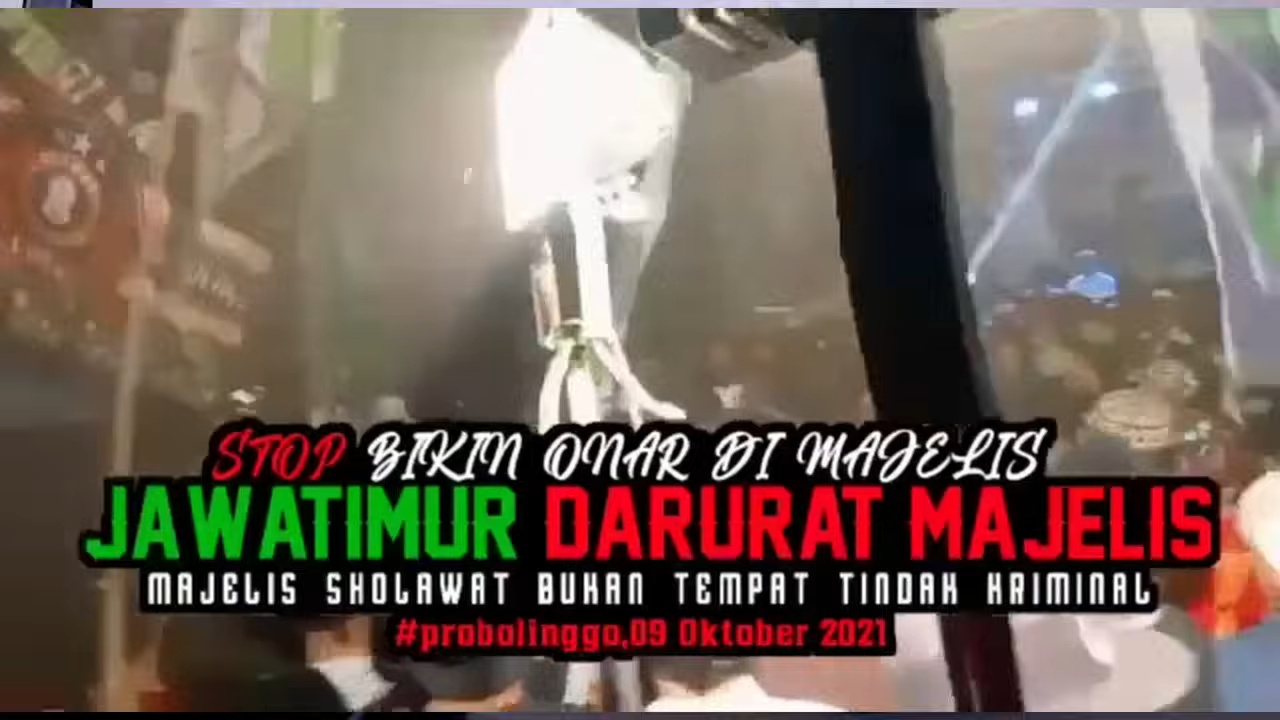 STOP BIKIN ONAR DI MAJELIS
JAWATIMUR DARURAT MAJELIS
MAJELIS SHOLAWAT BUKAN TEMPAT TINDAK KRIMINAL
#probolinggo,09 Oktober 2021